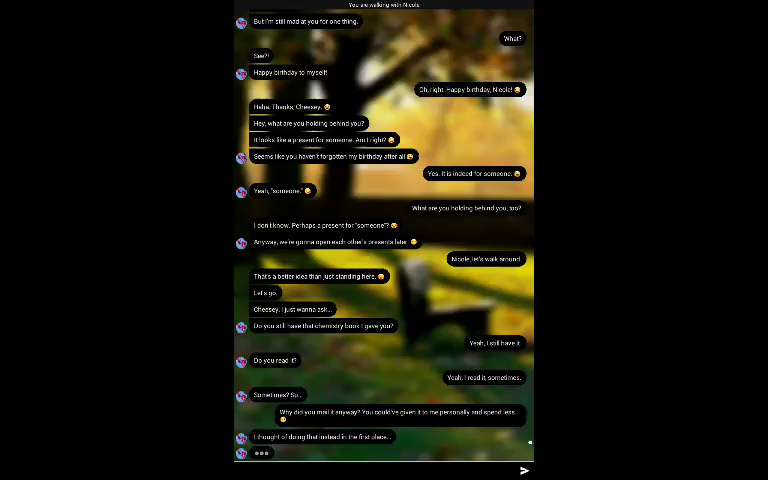 You are walking with Nicole
But I'm still mad at you for one thing.
What?
See?!
Happy birthday to myself!
Oh, right. Happy birthday, Nicole!
Haha. Thanks, Cheesey.
Hey, what are you holding behind you?
It looks like a present for someone. Am I right?
Seems like you haven't forgotten my birthday after all
Yes. It is indeed for someone.
Yeah, "someone."
What are you holding behind you, too?
I don't know. Perhaps a present for "someone"?
Anyway, we're gonna open each other's presents later
Nicole, let's walk around
That's a better idea than just standing here.
Let's go.
Cheesey, I just wanna ask...
Do you still have that chemistry book I gave you?
Yeah, I still have it
Do you read it?
Yeah, I read it, sometimes.
Sometimes? So...
Why did you mail it anyway? You could've given it to me personally and spend less.
I thought of doing that instead in the first place...